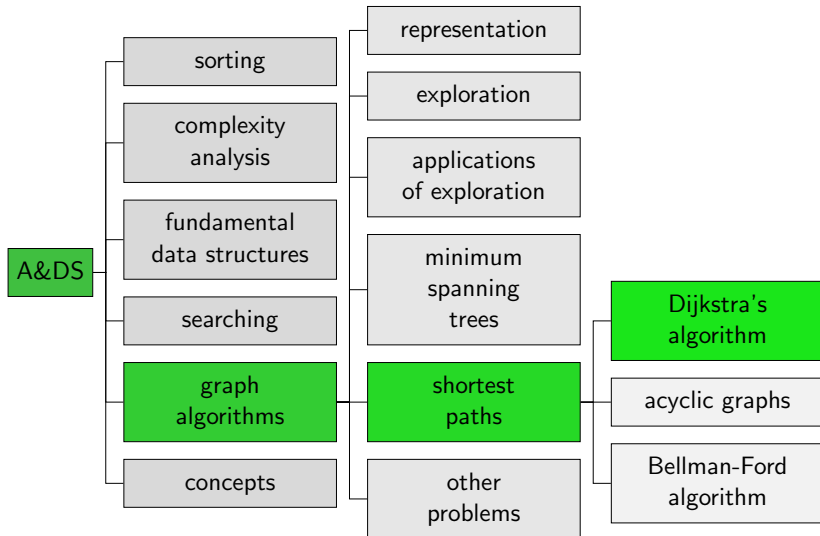 A&DS
sorting
complexity
analysis
fundamental
data structures
searching
graph
algorithms
concepts
representation
exploration
applications
of exploration
minimum
spanning
trees
shortest
paths
other
problems
Dijkstra's
algorithm
acyclic graphs
Bellman-Ford
algorithm